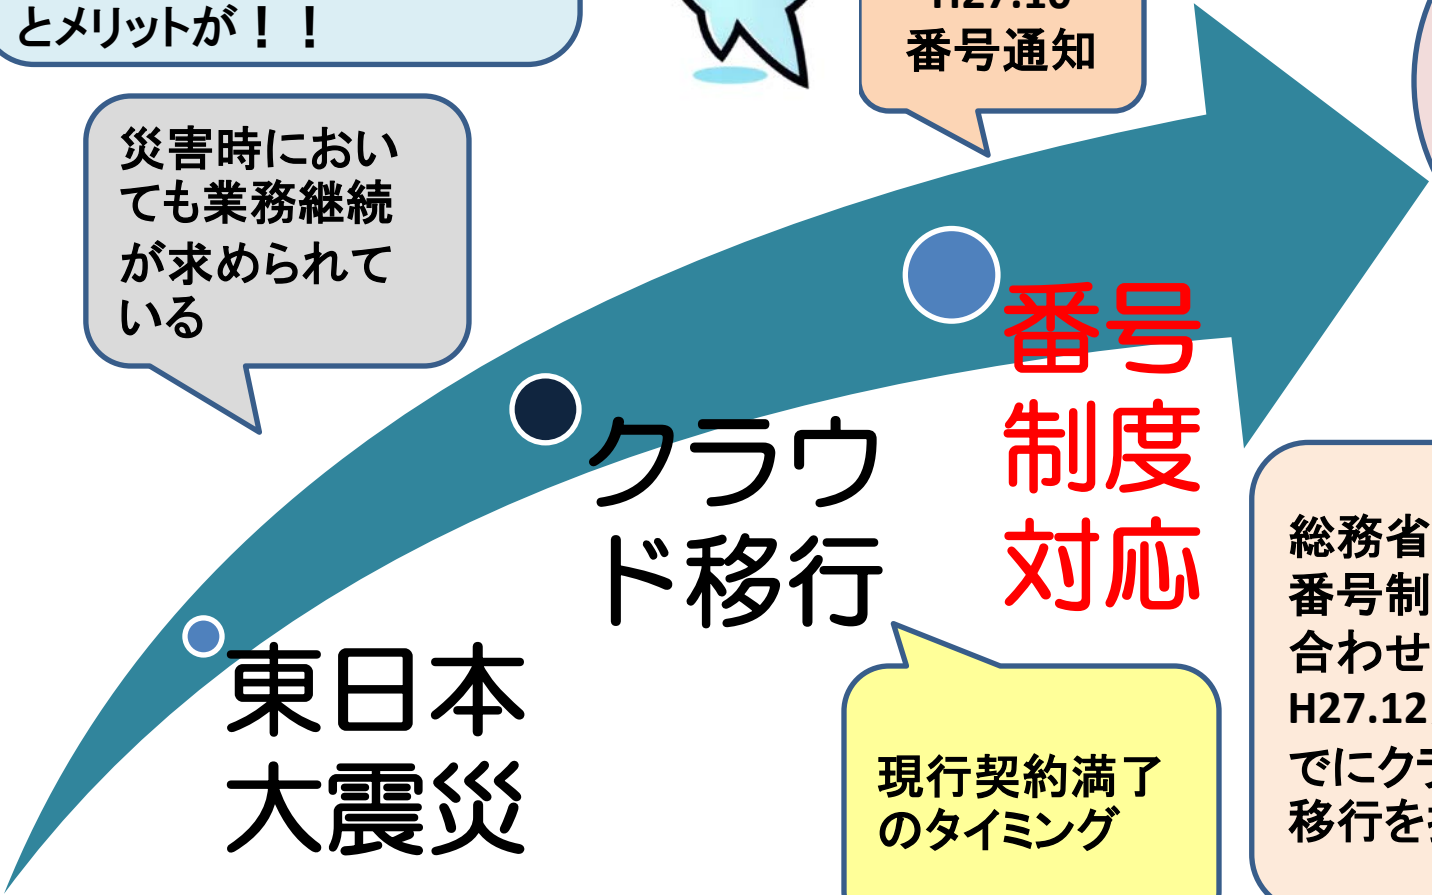 とメリットが！！
H27.10
番号通知
災害時におい
ても業務継続
が求められて
いる
番号
制度
対応
クラウ
ド移行
東日本
大震災
総務省
番号制
合わせ
H27.12
でにクラ
移行を
現行契約満了
のタイミング